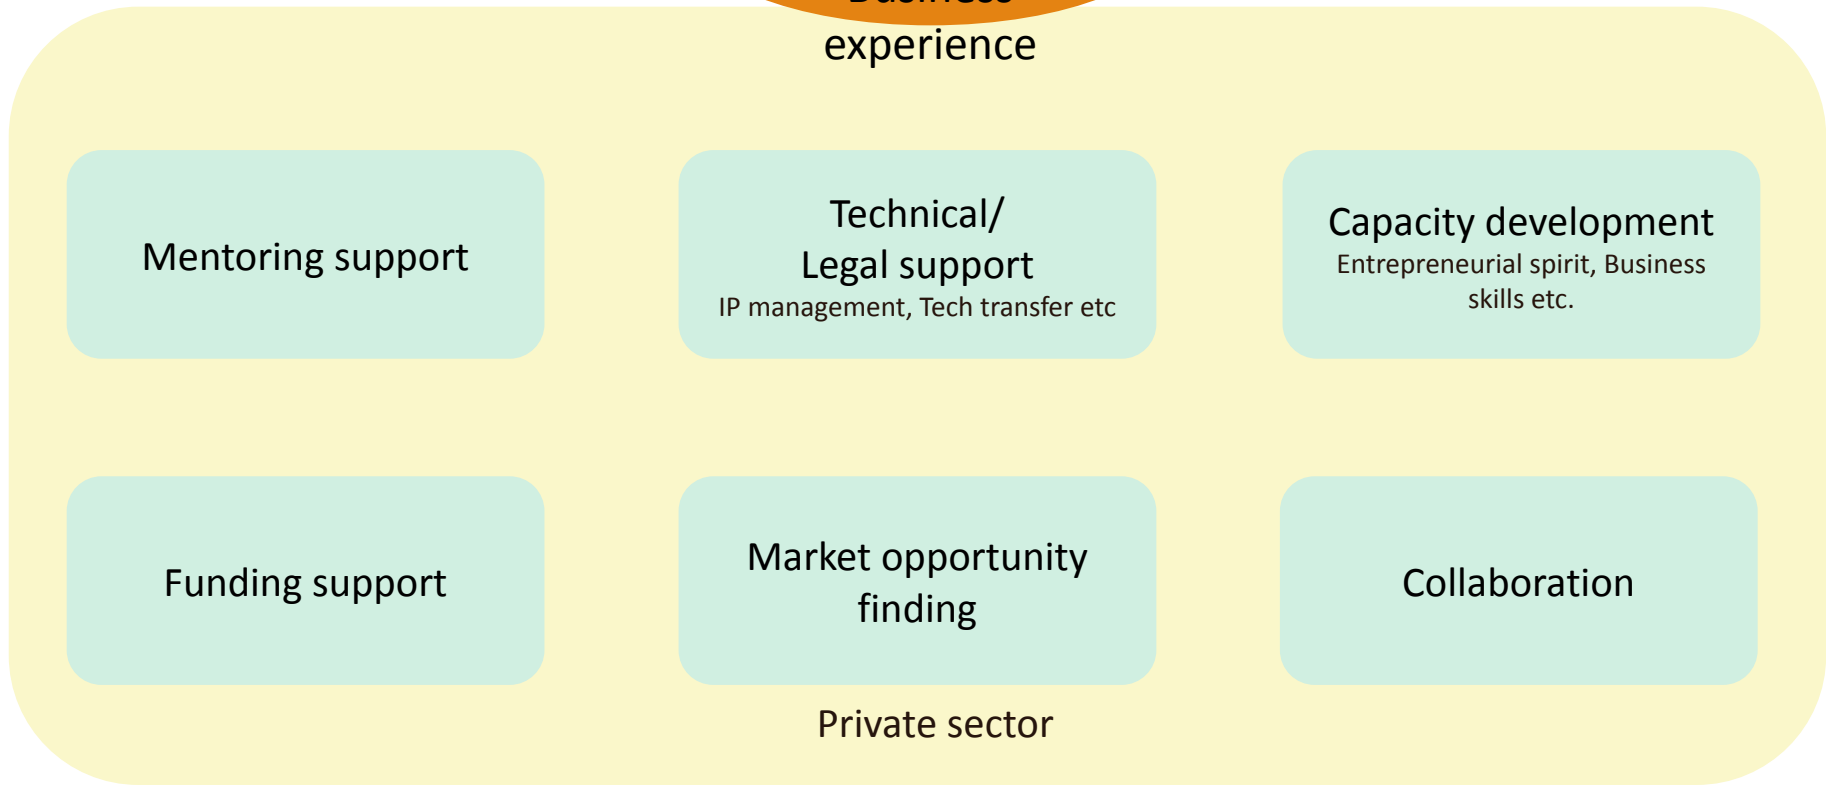 Business
experience
Mentoring support
Technical/
Legal support
IP management, Tech transfer etc
Capacity development
Entrepreneurial spirit, Business
skills etc.
Funding support
Market opportunity
finding
Collaboration
Private sector